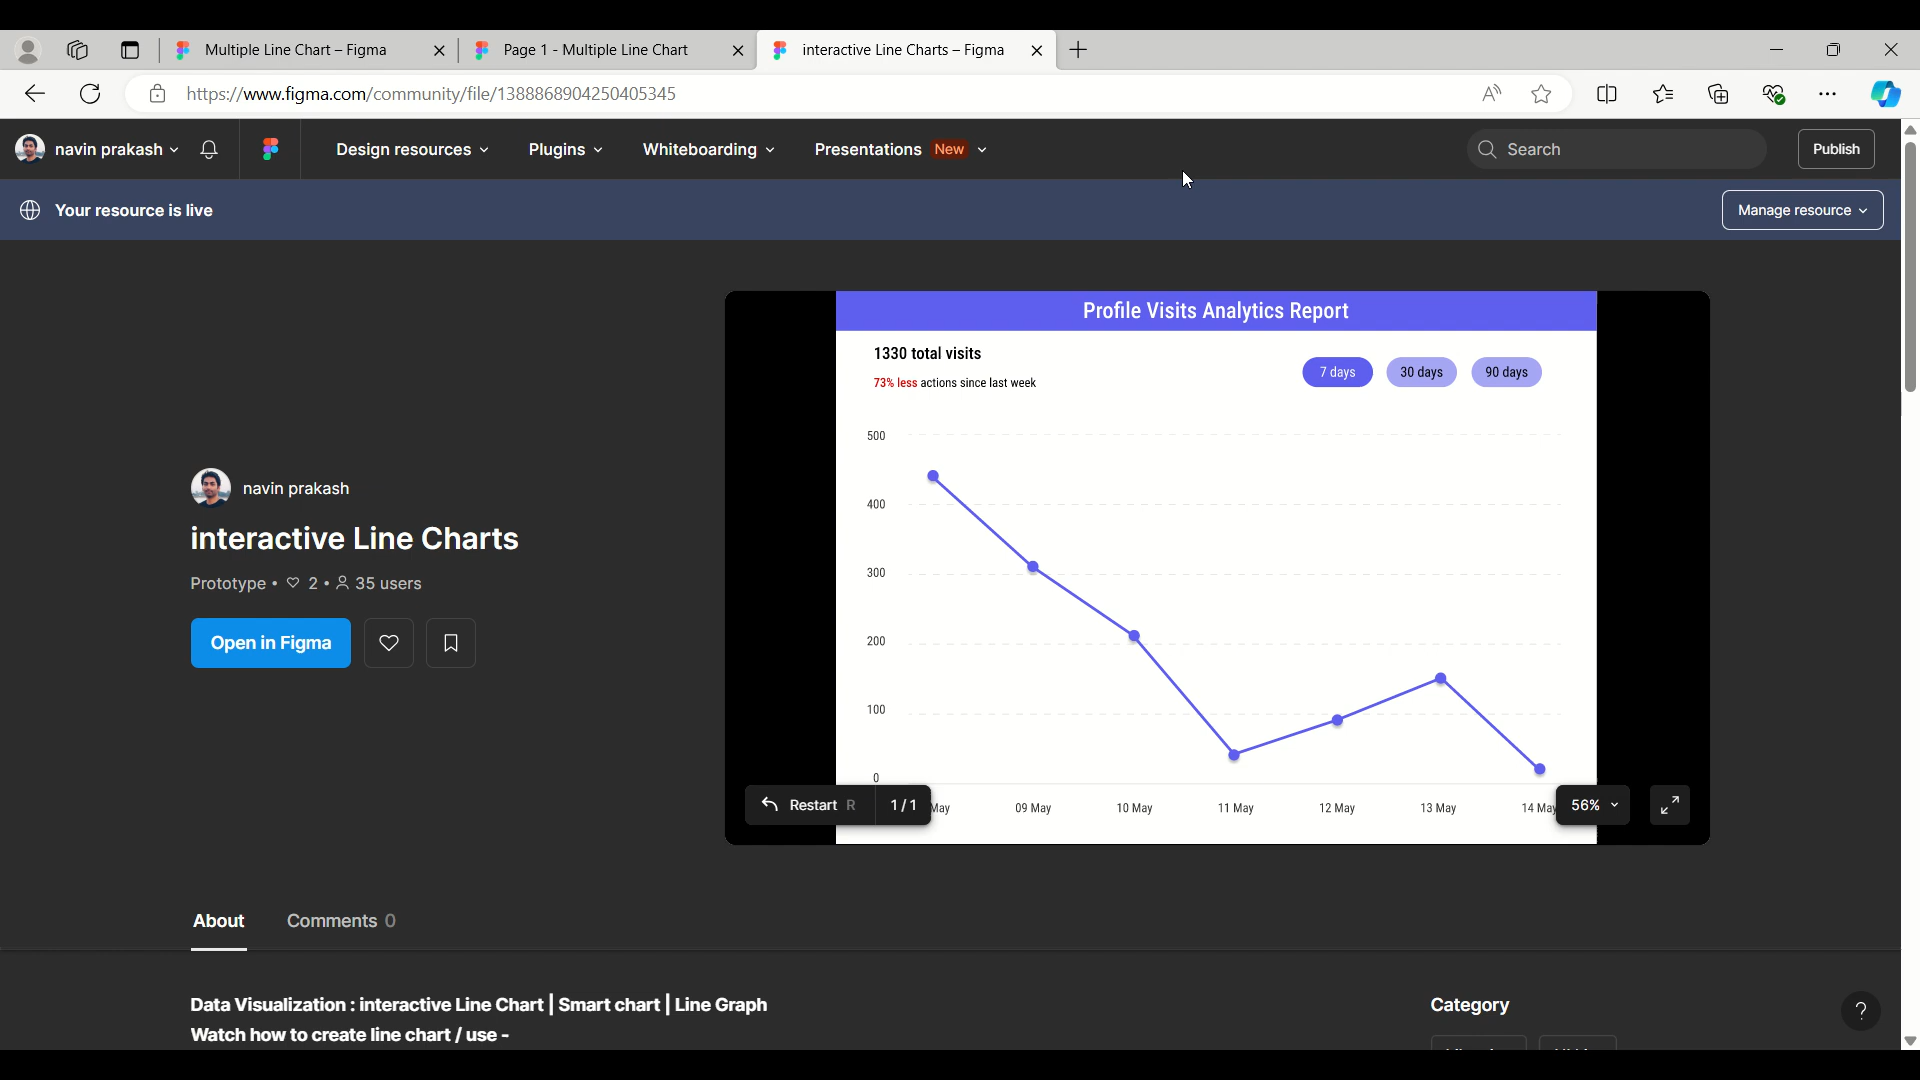 Multiple Line Chart – Figma
Page 1 - Multiple Line Chart
interactive Line Charts – Figma
https://www.figma.com/community/file/1388868904250405345
navin prakash
Design resources
Plugins
Whiteboarding
Presentations New
Search
Publish
Your resource is live
Manage resource
Profile Visits Analytics Report
1330 total visits
73% less actions since last week
7 days
30 days
90 days
500
400
300
200
100
0
May
09 May
10 May
11 May
12 May
13 May
14 May
Restart R
1 / 1
56%
navin prakash
interactive Line Charts
Prototype • 2 • 35 users
Open in Figma
About
Comments 0
Data Visualization : interactive Line Chart | Smart chart | Line Graph
Watch how to create line chart / use -
Category
?